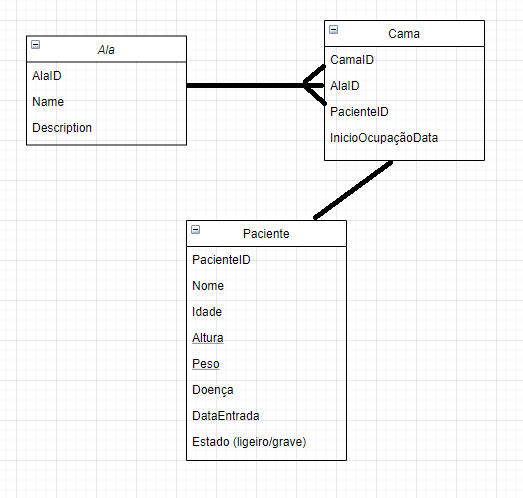 Ala
AlaID
Name
Description
Cama
CamaID
AlaID
PacienteID
InicioOcupaçãoData
Paciente
PacienteID
Nome
Idade
Altura
Peso
Doença
DataEntrada
Estado (ligeiro/grave)